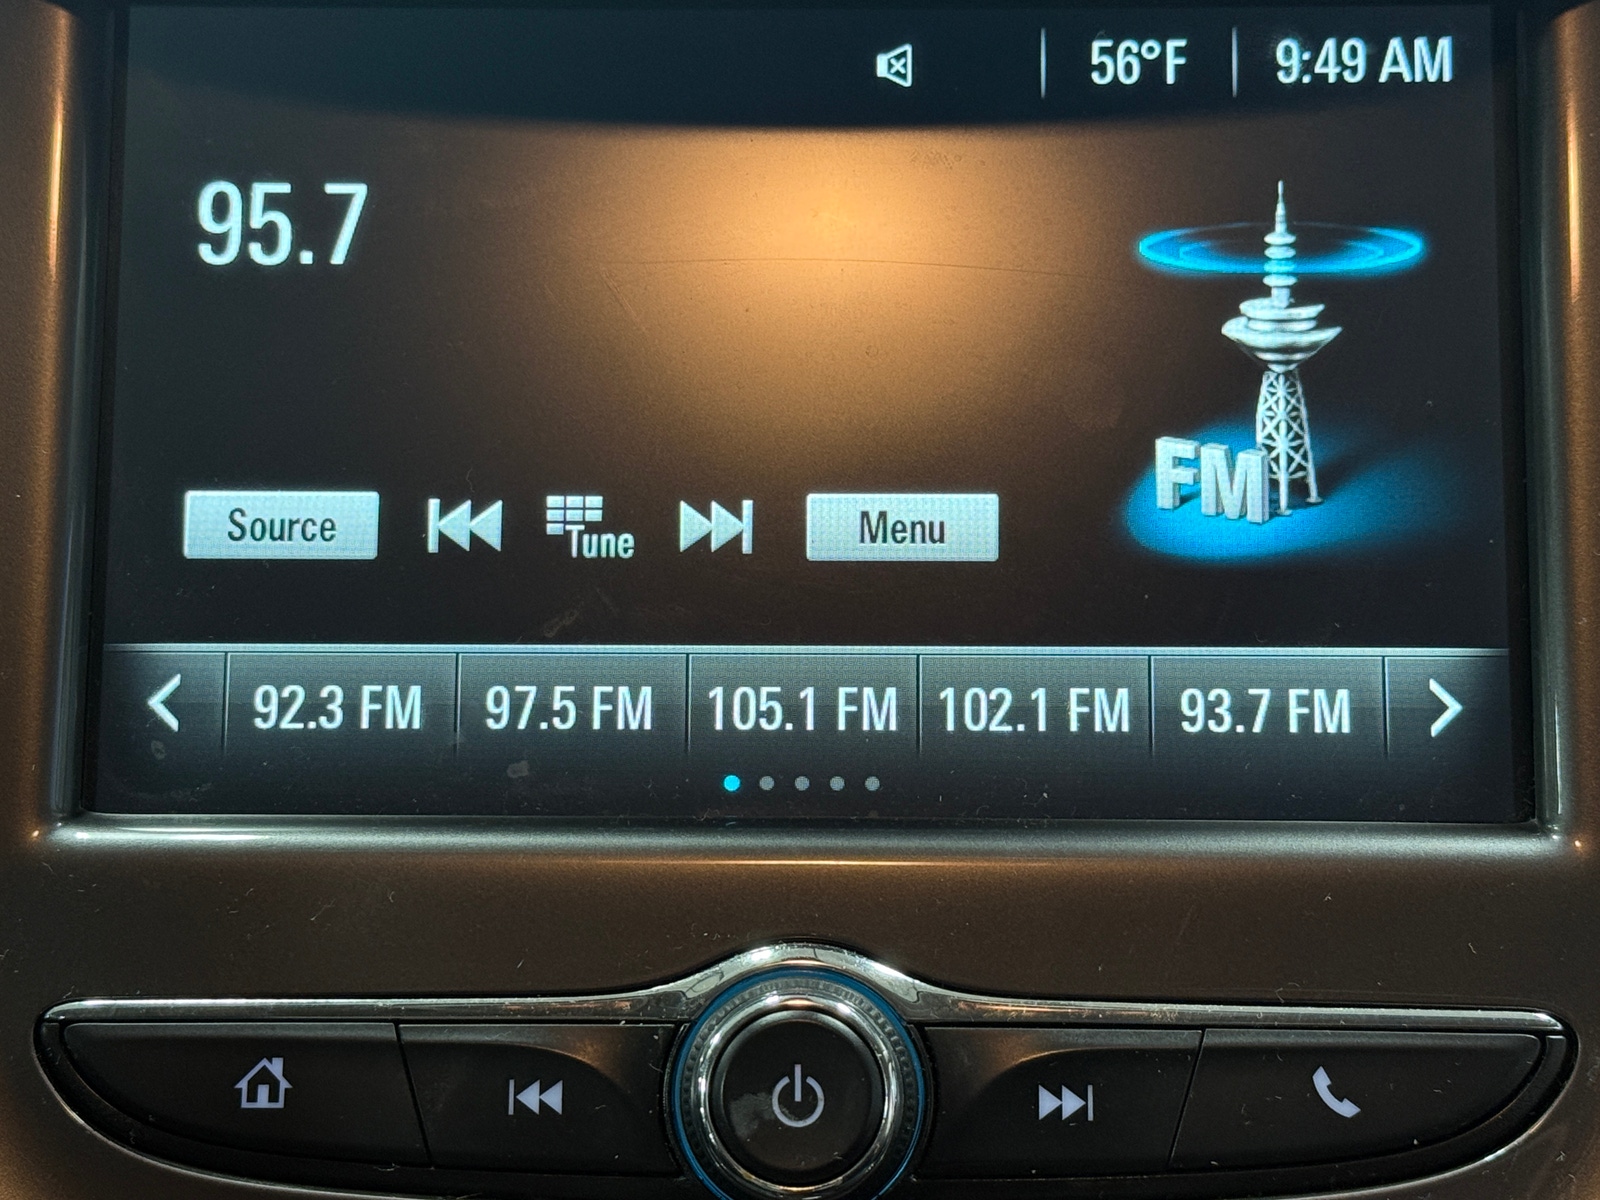 56°F 9:49 AM
95.7
FM
Source Tune Menu
92.3 FM 97.5 FM 105.1 FM 102.1 FM 93.7 FM